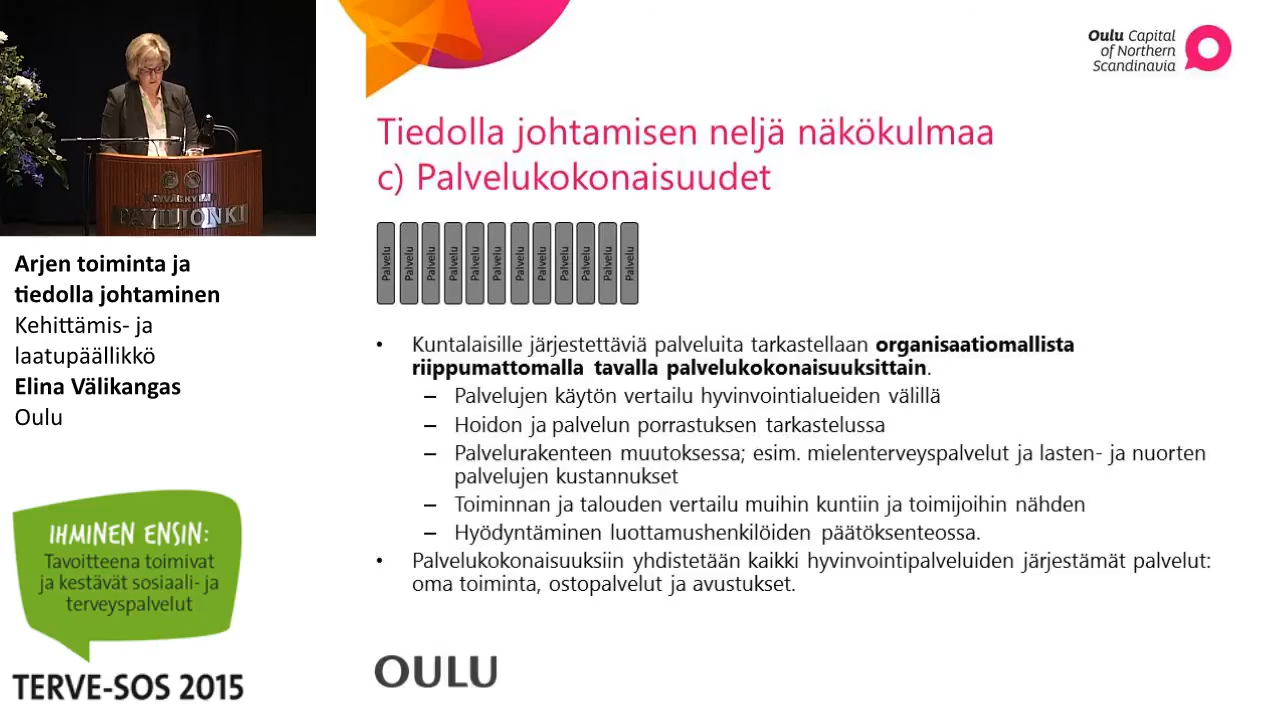 JYVÄSKYLÄ
PAVILJONKI
Arjen toiminta ja
tiedolla johtaminen
Kehittämis- ja
laatupäällikkö
Elina Välikangas
Oulu
IHMINEN ENSIN:
Tavoitteena toimivat
ja kestävät sosiaali- ja
terveyspalvelut
TERVE-SOS 2015
Oulu Capital
of Northern
Scandinavia
Tiedolla johtamisen neljä näkökulmaa
c) Palvelukokonaisuudet
Palvelu
Palvelu
Palvelu
Palvelu
Palvelu
Palvelu
Palvelu
Palvelu
Palvelu
Palvelu
Palvelu
Palvelu
• Kuntalaisille järjestettäviä palveluita tarkastellaan organisaatiomallista
riippumattomalla tavalla palvelukokonaisuuksittain.
– Palvelujen käytön vertailu hyvinvointialueiden välillä
– Hoidon ja palvelun porrastuksen tarkastelussa
– Palvelurakenteen muutoksessa; esim. mielenterveyspalvelut ja lasten- ja nuorten
palvelujen kustannukset
– Toiminnan ja talouden vertailu muihin kuntiin ja toimijoihin nähden
– Hyödyntäminen luottamushenkilöiden päätöksenteossa.
• Palvelukokonaisuuksiin yhdistetään kaikki hyvinvointipalveluiden järjestämät palvelut:
oma toiminta, ostopalvelut ja avustukset.
OULU